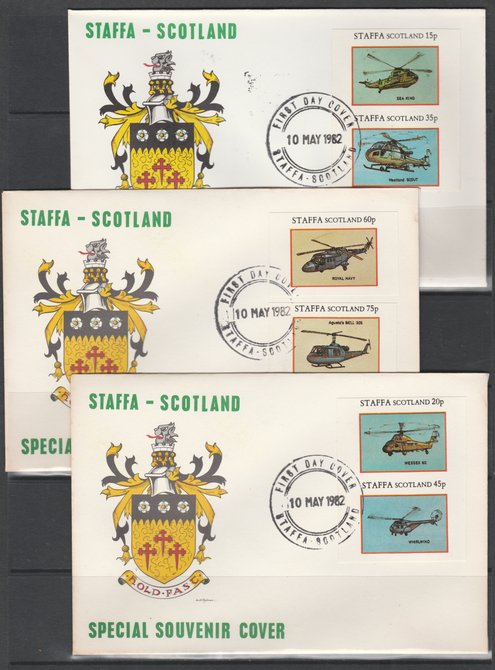 STAFFA – SCOTLAND
STAFFA SCOTLAND 15p
SEA KING
STAFFA SCOTLAND 35p
Westland SCOUT
FIRST DAY COVER
10 MAY 1982
STAFFA-SCOTLAND
STAFFA – SCOTLAND
STAFFA SCOTLAND 60p
ROYAL NAVY
STAFFA SCOTLAND 75p
FIRST DAY COVER
10 MAY 1982
STAFFA-SCOTLAND
SPECIAL
STAFFA – SCOTLAND
STAFFA SCOTLAND 20p
WESSEX
STAFFA SCOTLAND 45p
WHIRLWIND
FIRST DAY COVER
10 MAY 1982
STAFFA-SCOTLAND
HOLD·FAST
SPECIAL SOUVENIR COVER